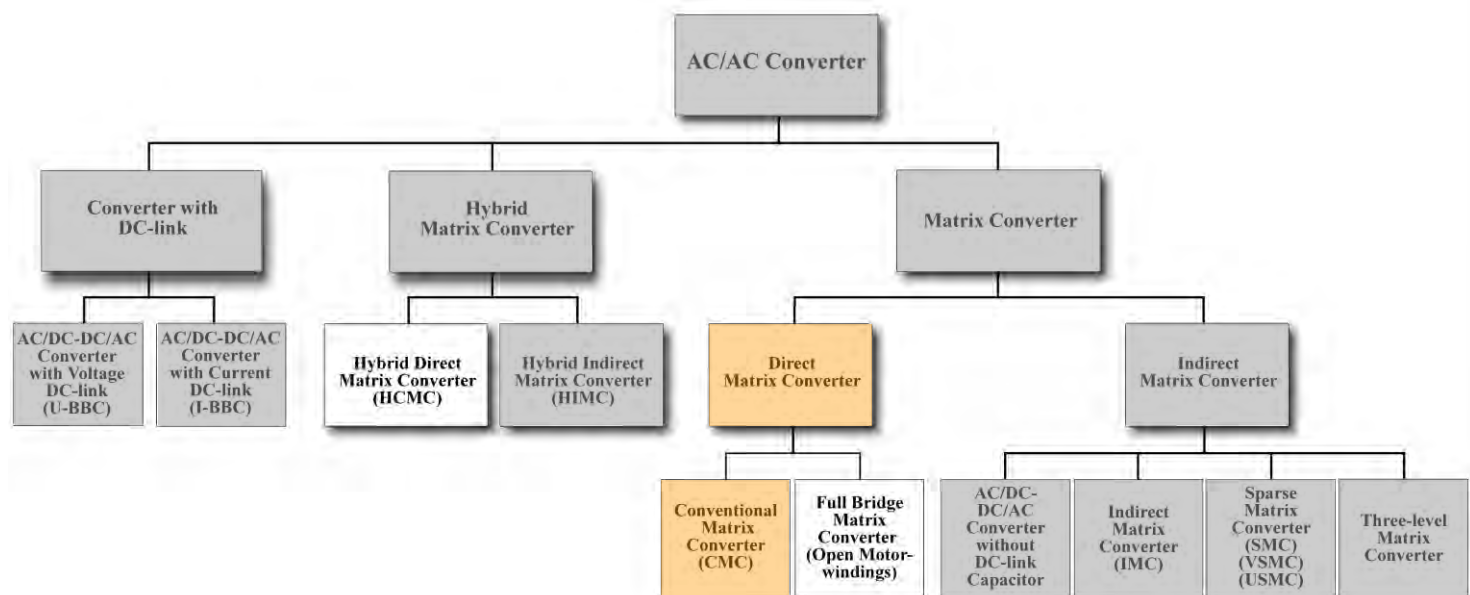 AC/AC Converter
Converter with
DC-link
Hybrid
Matrix Converter
Matrix Converter
AC/DC-DC/AC
Converter
with Voltage
DC-link
(U-BBC)
AC/DC-DC/AC
Converter
with Current
DC-link
(I-BBC)
Hybrid Direct
Matrix Converter
(HCMC)
Hybrid Indirect
Matrix Converter
(HIMC)
Direct
Matrix Converter
Indirect
Matrix Converter
Conventional
Matrix
Converter
(CMC)
Full Bridge
Matrix
Converter
(Open Motor-
windings)
AC/DC-
DC/AC
Converter
without
DC-link
Capacitor
Indirect
Matrix
Converter
(IMC)
Sparse
Matrix
Converter
(SMC)
(VSMC)
(USMC)
Three-level
Matrix
Converter